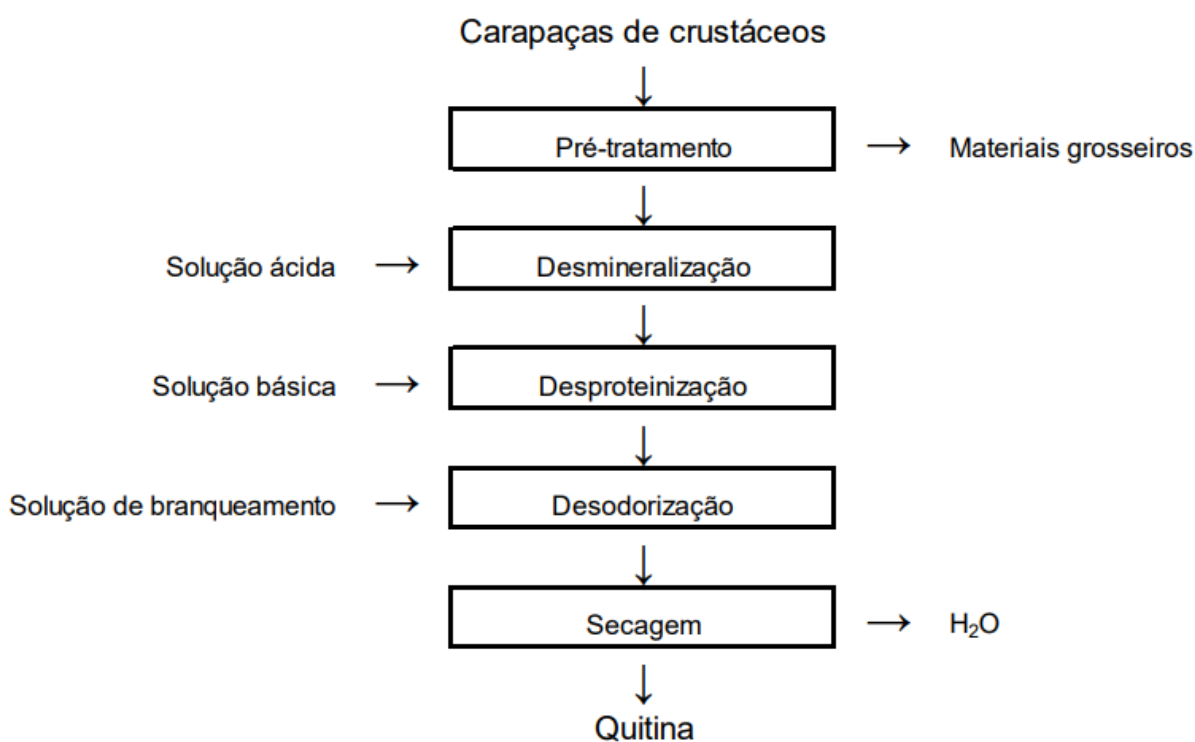 Carapaças de crustáceos
Pré-tratamento → Materiais grosseiros
Solução ácida → Desmineralização
Solução básica → Desproteinização
Solução de branqueamento → Desodorização
Secagem → H₂O
Quitina